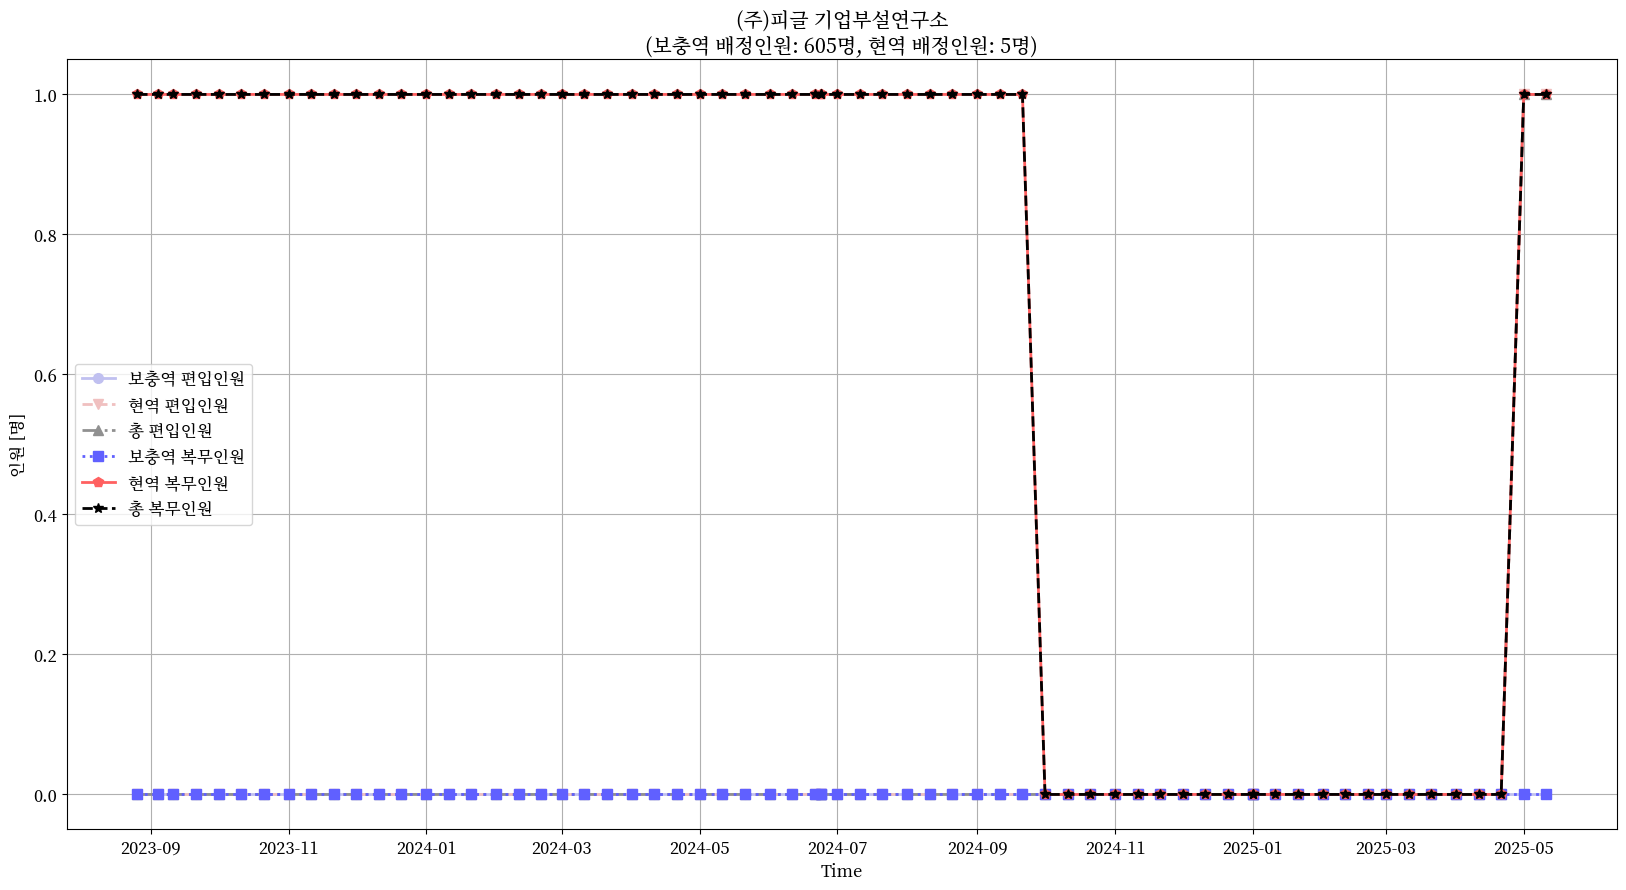 (주)피글 기업부설연구소
(보충역 배정인원: 605명, 현역 배정인원: 5명)
1.0
0.8
0.6
0.4
0.2
0.0
인원 [명]
보충역 편입인원
현역 편입인원
총 편입인원
보충역 복무인원
현역 복무인원
총 복무인원
2023-09
2023-11
2024-01
2024-03
2024-05
2024-07
2024-09
2024-11
2025-01
2025-03
2025-05
Time